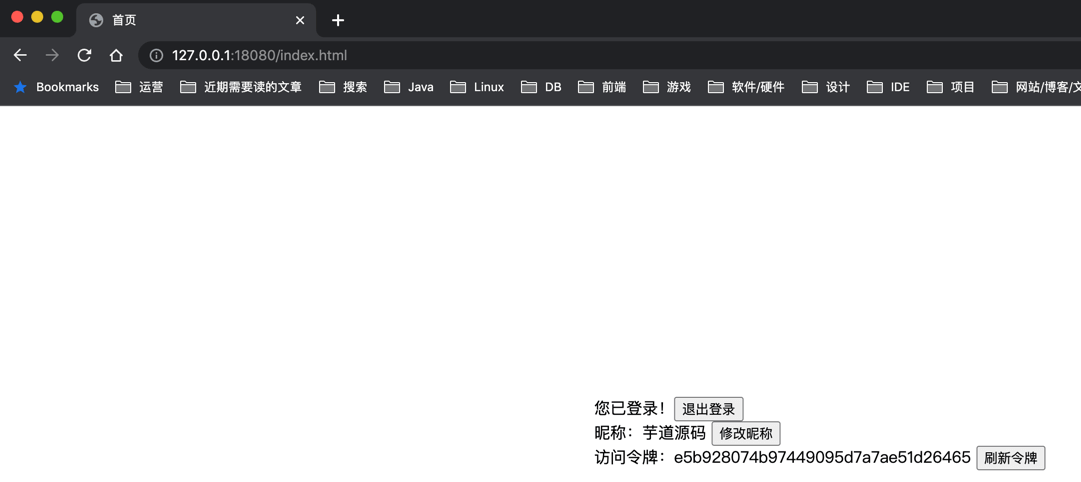 首页
127.0.0.1:18080/index.html
Bookmarks 运营 近期需要读的文章 搜索 Java Linux DB 前端 游戏 软件/硬件 设计 IDE 项目 网站/博客/文
您已登录! 退出登录
昵称：芋道源码 修改昵称
访问令牌：e5b928074b97449095d7a7ae51d26465 刷新令牌